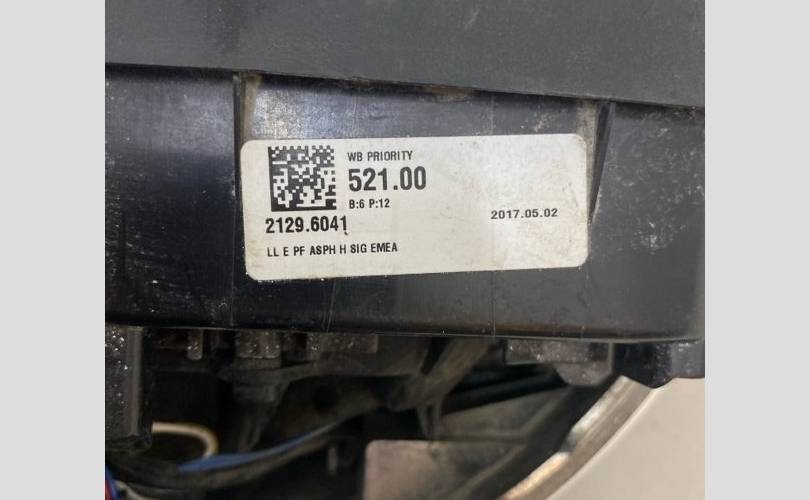 WB PRIORITY
521.00
B:6 P:12
2129.6041
2017.05.02
LL E PF ASPH H SIG EMEA